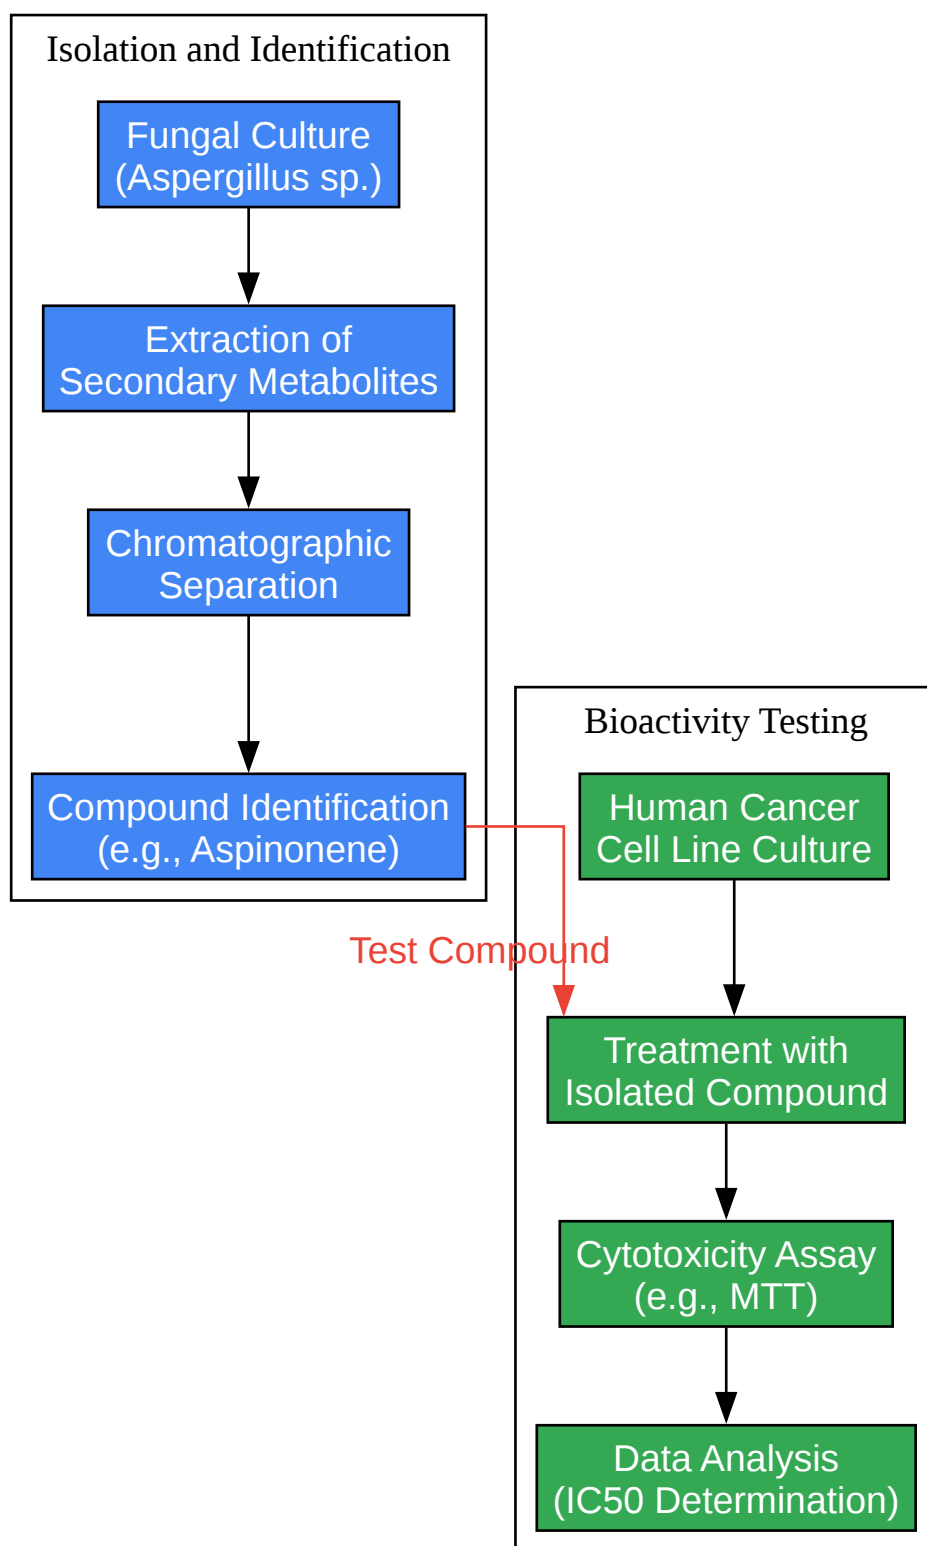 Isolation and Identification
Fungal Culture
(Aspergillus sp.)
Extraction of
Secondary Metabolites
Chromatographic
Separation
Compound Identification
(e.g., Aspinonene)
Test Compound
Bioactivity Testing
Human Cancer
Cell Line Culture
Treatment with
Isolated Compound
Cytotoxicity Assay
(e.g., MTT)
Data Analysis
(IC50 Determination)